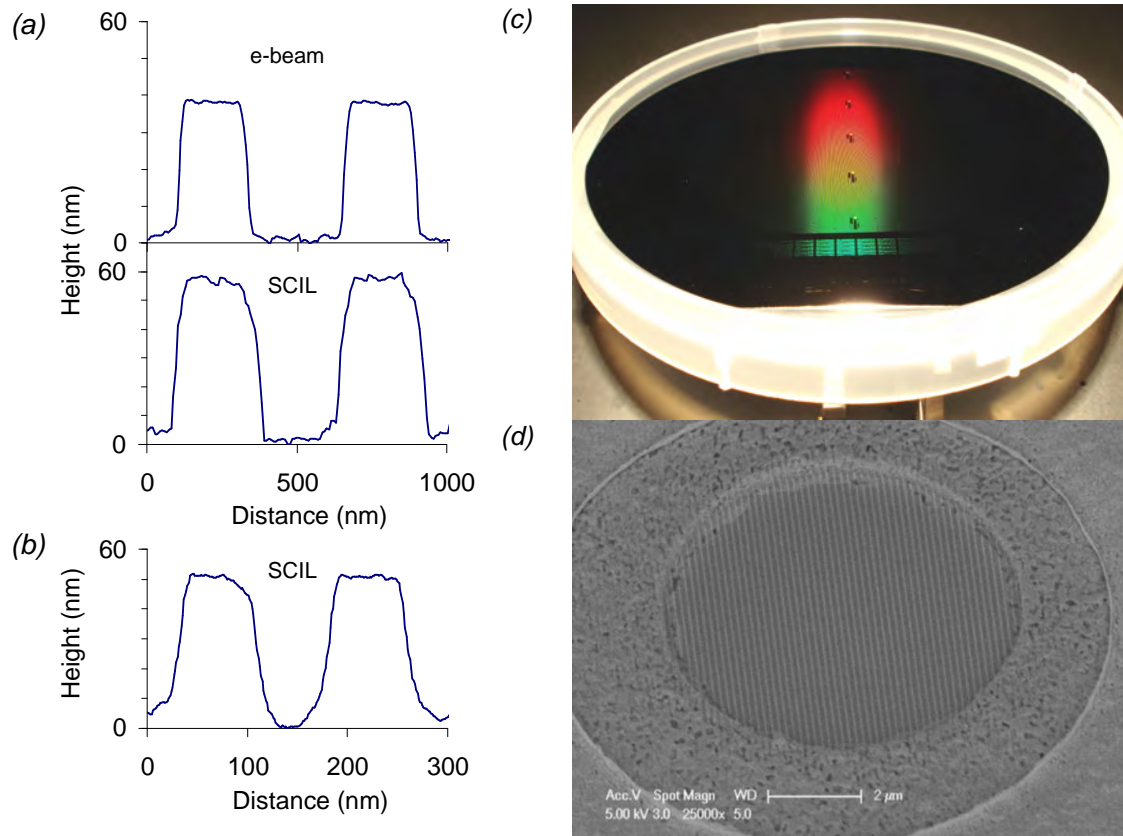 (a)
60
e-beam
0
Height (nm)
60
SCIL
0
0 500 1000
Distance (nm)
(b)
60
SCIL
Height (nm)
0
0 100 200 300
Distance (nm)
(c)
(d)
Acc.V Spot Magn WD 2 µm
5.00 kV 3.0 25000x 5.0